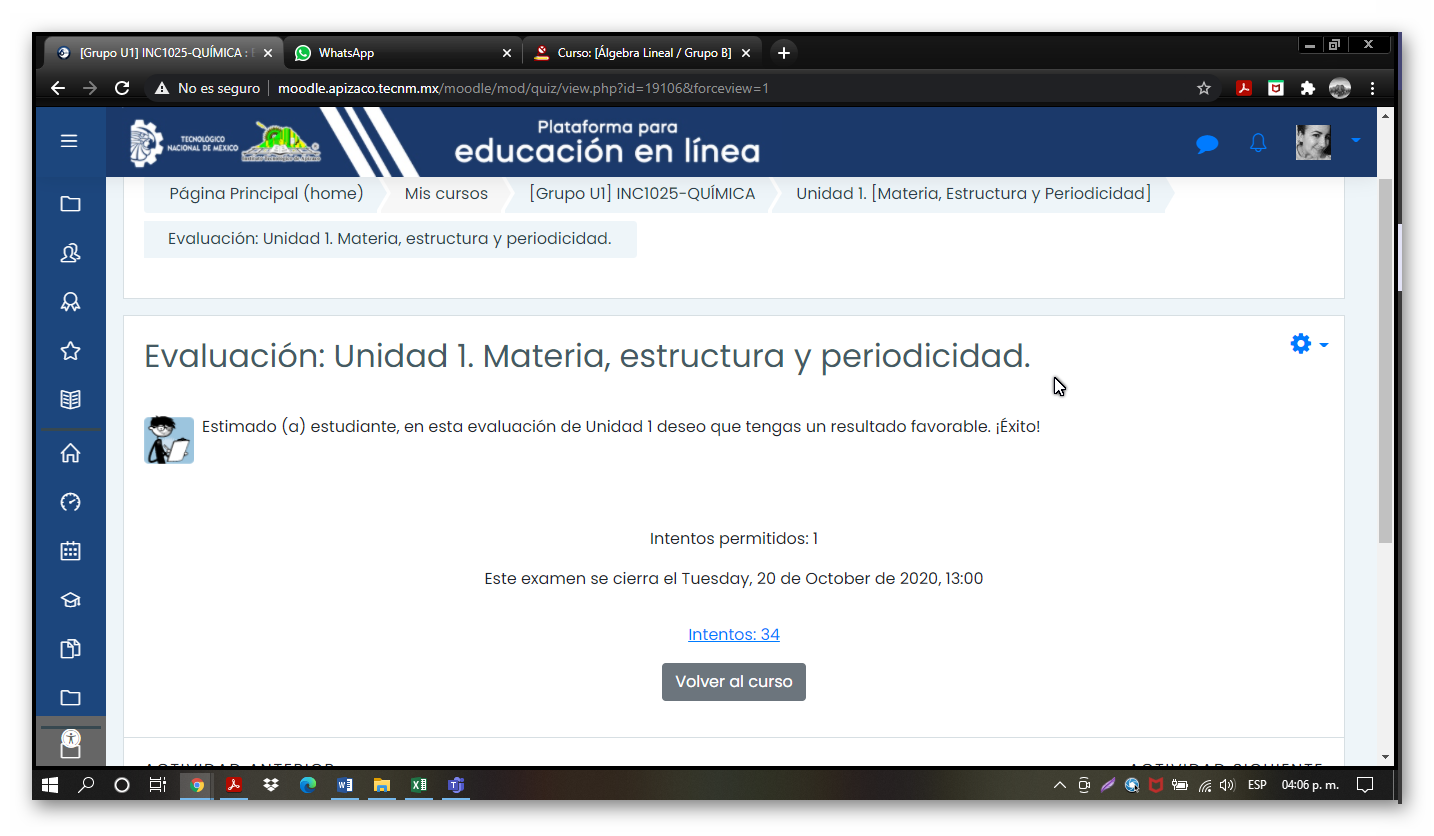 [Grupo U1] INC1025-QUÍMICA :
WhatsApp
Curso: [Álgebra Lineal / Grupo B]
No es seguro
moodle.apizaco.tecnm.mx/moodle/mod/quiz/view.php?id=19106&forceview=1
TECNOLÓGICO
NACIONAL DE MÉXICO
Plataforma para
educación en línea
Página Principal (home)
Mis cursos
[Grupo U1] INC1025-QUÍMICA
Unidad 1. [Materia, Estructura y Periodicidad]
Evaluación: Unidad 1. Materia, estructura y periodicidad.
Evaluación: Unidad 1. Materia, estructura y periodicidad.
Estimado (a) estudiante, en esta evaluación de Unidad 1 deseo que tengas un resultado favorable. ¡Éxito!
Intentos permitidos: 1
Este examen se cierra el Tuesday, 20 de October de 2020, 13:00
Intentos: 34
Volver al curso
ACTIVIDAD ANTERIOR
ACTIVIDAD SIGUIENTE
ESP
04:06 p. m.